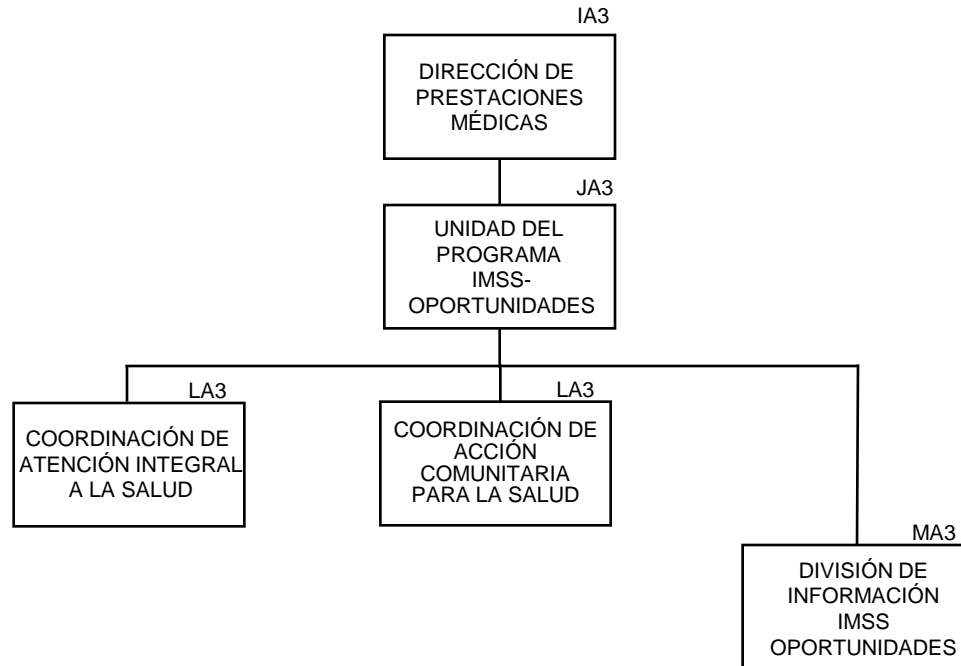 IA3
DIRECCIÓN DE
PRESTACIONES
MÉDICAS
JA3
UNIDAD DEL
PROGRAMA
IMSS-
OPORTUNIDADES
LA3
COORDINACIÓN DE
ATENCIÓN INTEGRAL
A LA SALUD
LA3
COORDINACIÓN DE
ACCIÓN
COMUNITARIA
PARA LA SALUD
MA3
DIVISIÓN DE
INFORMACIÓN
IMSS
OPORTUNIDADES